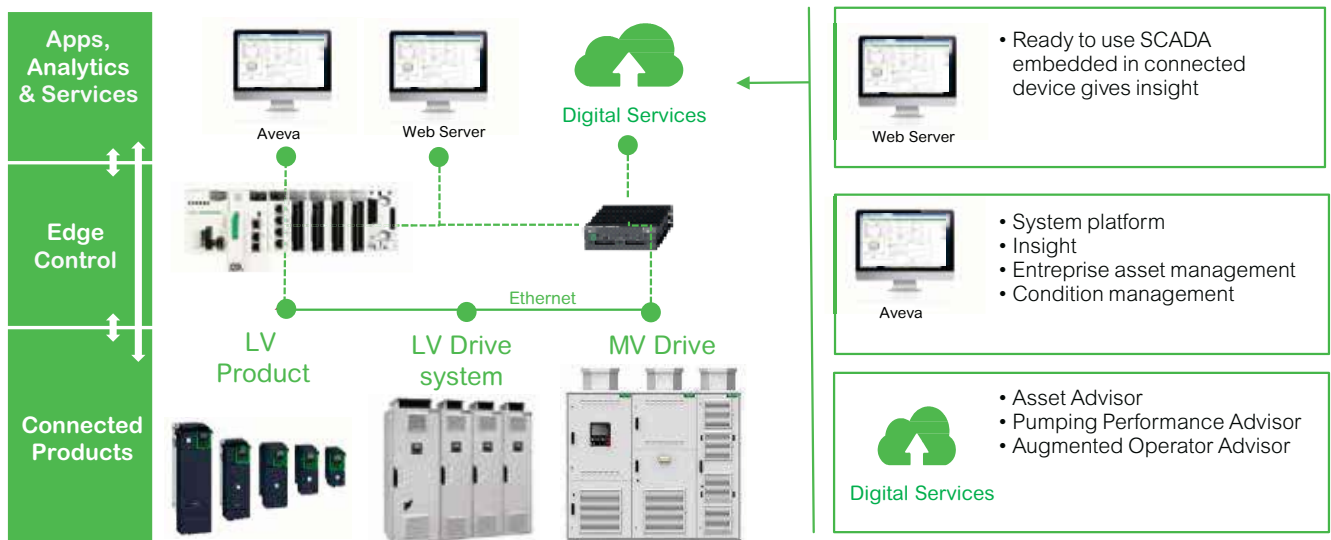 Apps,
Analytics
& Services
Aveva
Web Server
Digital Services
Edge
Control
Ethernet
LV
Product
LV Drive
system
MV Drive
Connected
Products
• Ready to use SCADA
embedded in connected
device gives insight
Web Server
• System platform
• Insight
• Entreprise asset management
• Condition management
Aveva
• Asset Advisor
• Pumping Performance Advisor
• Augmented Operator Advisor
Digital Services